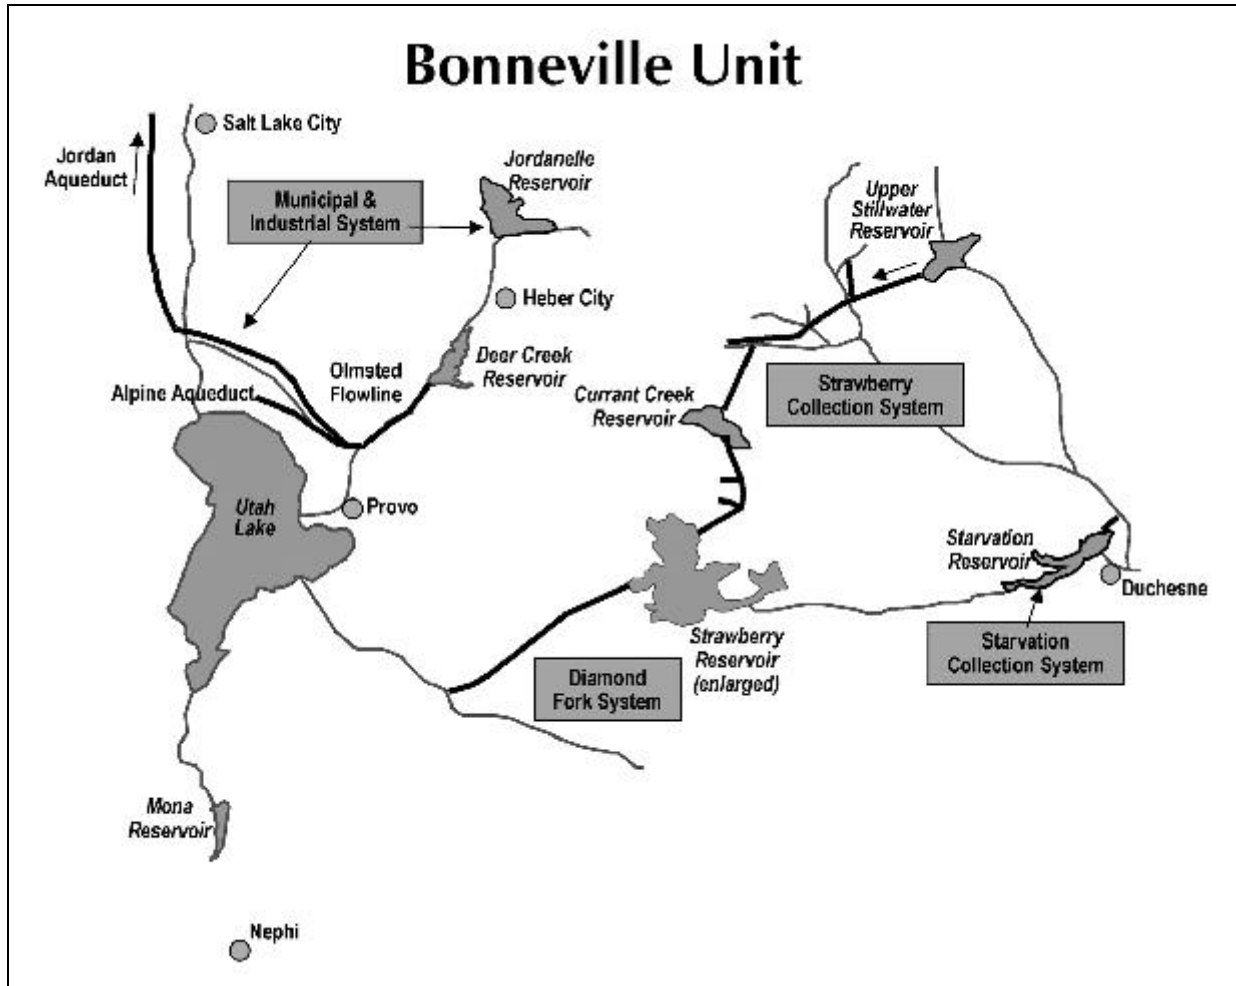 Bonneville Unit
Salt Lake City
Jordan
Aqueduct
Municipal &
Industrial System
Jordanelle
Reservoir
Upper
Stillwater
Reservoir
Heber City
Deer Creek
Reservoir
Olmsted
Flowline
Alpine Aqueduct
Currant Creek
Reservoir
Strawberry
Collection System
Utah
Lake
Provo
Starvation
Reservoir
Duchesne
Strawberry
Reservoir
(enlarged)
Starvation
Collection System
Diamond
Fork System
Mona
Reservoir
Nephi